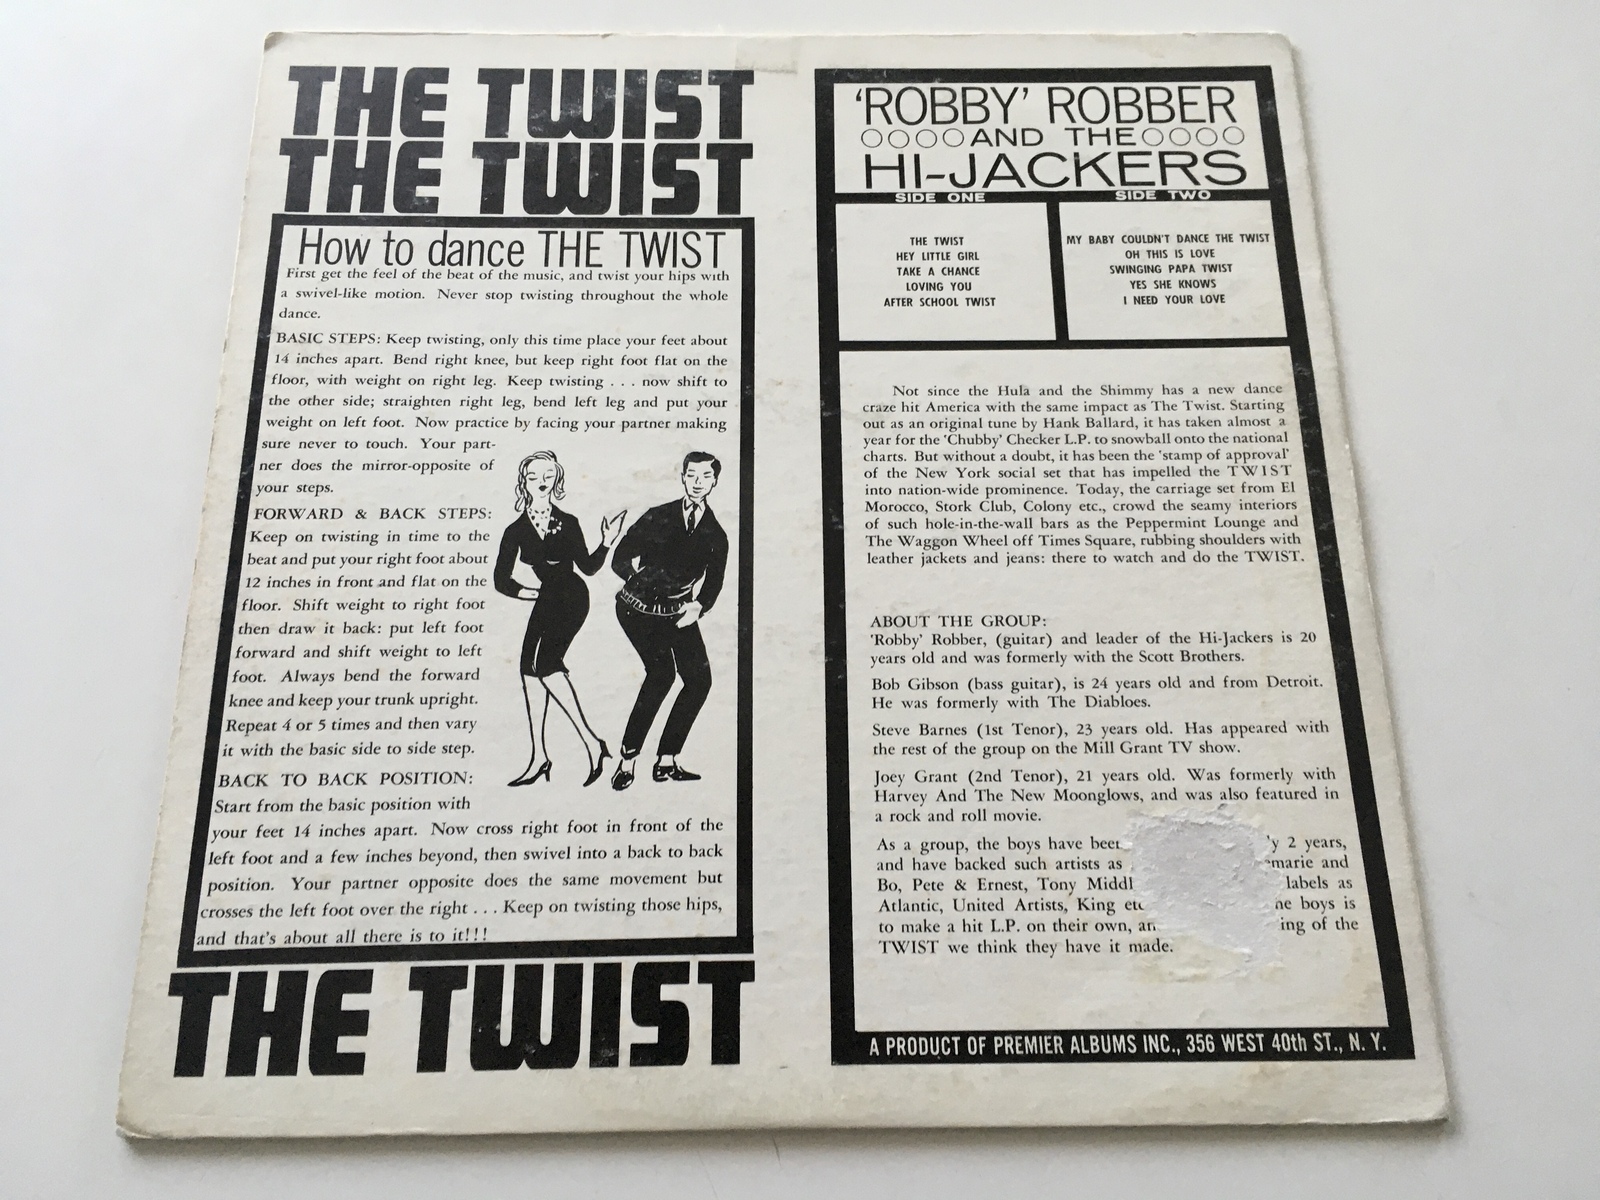 THE TWIST
THE TWIST
How to dance THE TWIST
First get the feel of the beat of the music, and twist your hips with
a swivel-like motion. Never stop twisting throughout the whole
dance.
BASIC STEPS: Keep twisting, only this time place your feet about
14 inches apart. Bend right knee, but keep right foot flat on the
floor, with weight on right leg. Keep twisting . . . now shift to
the other side; straighten right leg, bend left leg and put your
weight on left foot. Now practice by facing your partner making
sure never to touch. Your part-
ner does the mirror-opposite of
your steps.
FORWARD & BACK STEPS:
Keep on twisting in time to the
beat and put your right foot about
12 inches in front and flat on the
floor. Shift weight to right foot
then draw it back: put left foot
forward and shift weight to left
foot. Always bend the forward
knee and keep your trunk upright.
Repeat 4 or 5 times and then vary
it with the basic side to side step.
BACK TO BACK POSITION:
Start from the basic position with
your feet 14 inches apart. Now cross right foot in front of the
left foot and a few inches beyond, then swivel into a back to back
position. Your partner opposite does the same movement but
crosses the left foot over the right . . . Keep on twisting those hips,
and that's about all there is to it!!!
THE TWIST
'ROBBY' ROBBER
AND THE
HI-JACKERS
SIDE ONE
THE TWIST
HEY LITTLE GIRL
TAKE A CHANCE
LOVING YOU
AFTER SCHOOL TWIST
SIDE TWO
MY BABY COULDN'T DANCE THE TWIST
OH THIS IS LOVE
SWINGING PAPA TWIST
YES SHE KNOWS
I NEED YOUR LOVE
Not since the Hula and the Shimmy has a new dance
craze hit America with the same impact as The Twist. Starting
out as an original tune by Hank Ballard, it has taken almost a
year for the 'Chubby' Checker L.P. to snowball onto the national
charts. But without a doubt, it has been the 'stamp of approval'
of the New York social set that has impelled the TWIST
into nation-wide prominence. Today, the carriage set from El
Morocco, Stork Club, Colony etc., crowd the seamy interiors
of such hole-in-the-wall bars as the Peppermint Lounge and
The Waggon Wheel off Times Square, rubbing shoulders with
leather jackets and jeans: there to watch and do the TWIST.
ABOUT THE GROUP:
'Robby' Robber, (guitar) and leader of the Hi-Jackers is 20
years old and was formerly with the Scott Brothers.
Bob Gibson (bass guitar), is 24 years old and from Detroit.
He was formerly with The Diabloes.
Steve Barnes (1st Tenor), 23 years old. Has appeared with
the rest of the group on the Mill Grant TV show.
Joey Grant (2nd Tenor), 21 years old. Was formerly with
Harvey And The New Moonglows, and was also featured in
a rock and roll movie.
As a group, the boys have 2 years,
and have backed such artists as and
Bo, Pete & Ernest, Tony labels as
Atlantic, United Artists, King boys is
to make a hit L.P. on their own, of the
TWIST we think they have it made.
A PRODUCT OF PREMIER ALBUMS INC., 356 WEST 40th ST., N. Y.